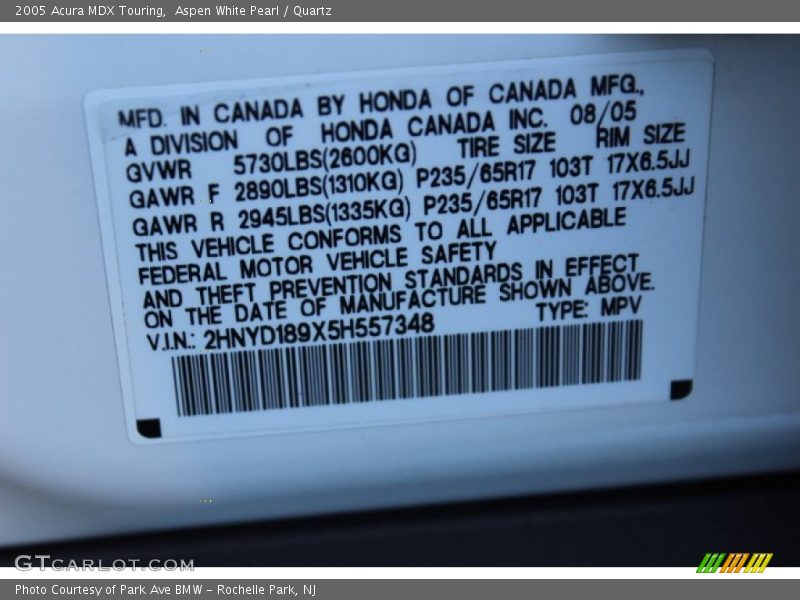 2005 Acura MDX Touring,  Aspen White Pearl / Quartz
MFD. IN CANADA BY HONDA OF CANADA MFG.,
A DIVISION OF HONDA CANADA INC. 08/05
GVWR 5730LBS(2600KG) TIRE SIZE RIM SIZE
GAWR F 2890LBS(1310KG) P235/65R17 103T 17X6.5JJ
GAWR R 2945LBS(1335KG) P235/65R17 103T 17X6.5JJ
THIS VEHICLE CONFORMS TO ALL APPLICABLE
FEDERAL MOTOR VEHICLE SAFETY
AND THEFT PREVENTION STANDARDS IN EFFECT
ON THE DATE OF MANUFACTURE SHOWN ABOVE.
V.I.N.: 2HNYD189X5H557348 TYPE: MPV
GTCARLOT.COM
Photo Courtesy of Park Ave BMW - Rochelle Park, NJ